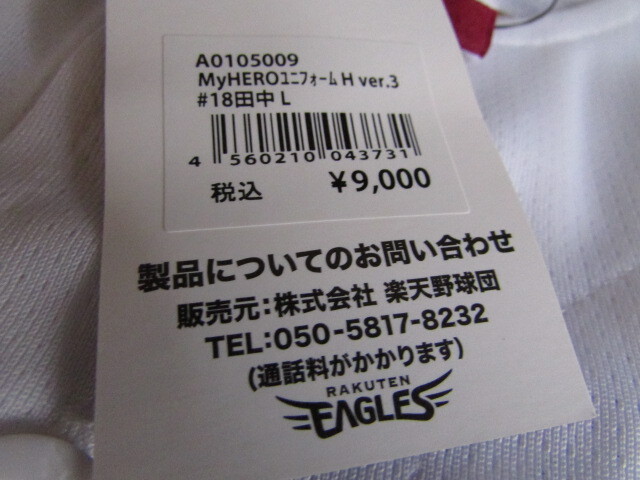 A0105009
MyHEROﾕﾆﾌｫｰﾑ H ver.3
#18田中 L
4 560210 043731
税込 ¥9,000
製品についてのお問い合わせ
販売元:株式会社 楽天野球団
TEL:050-5817-8232
(通話料がかかります)
RAKUTEN
EAGLES